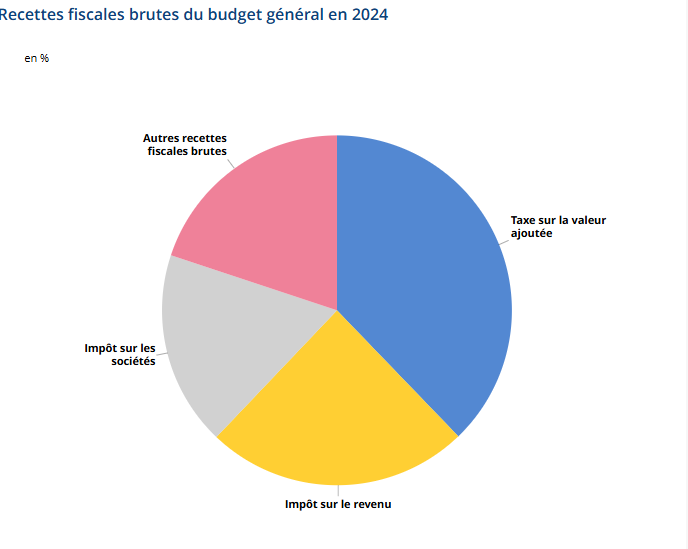 Recettes fiscales brutes du budget général en 2024
en %
Autres recettes
fiscales brutes
Taxe sur la valeur
ajoutée
Impôt sur les
sociétés
Impôt sur le revenu